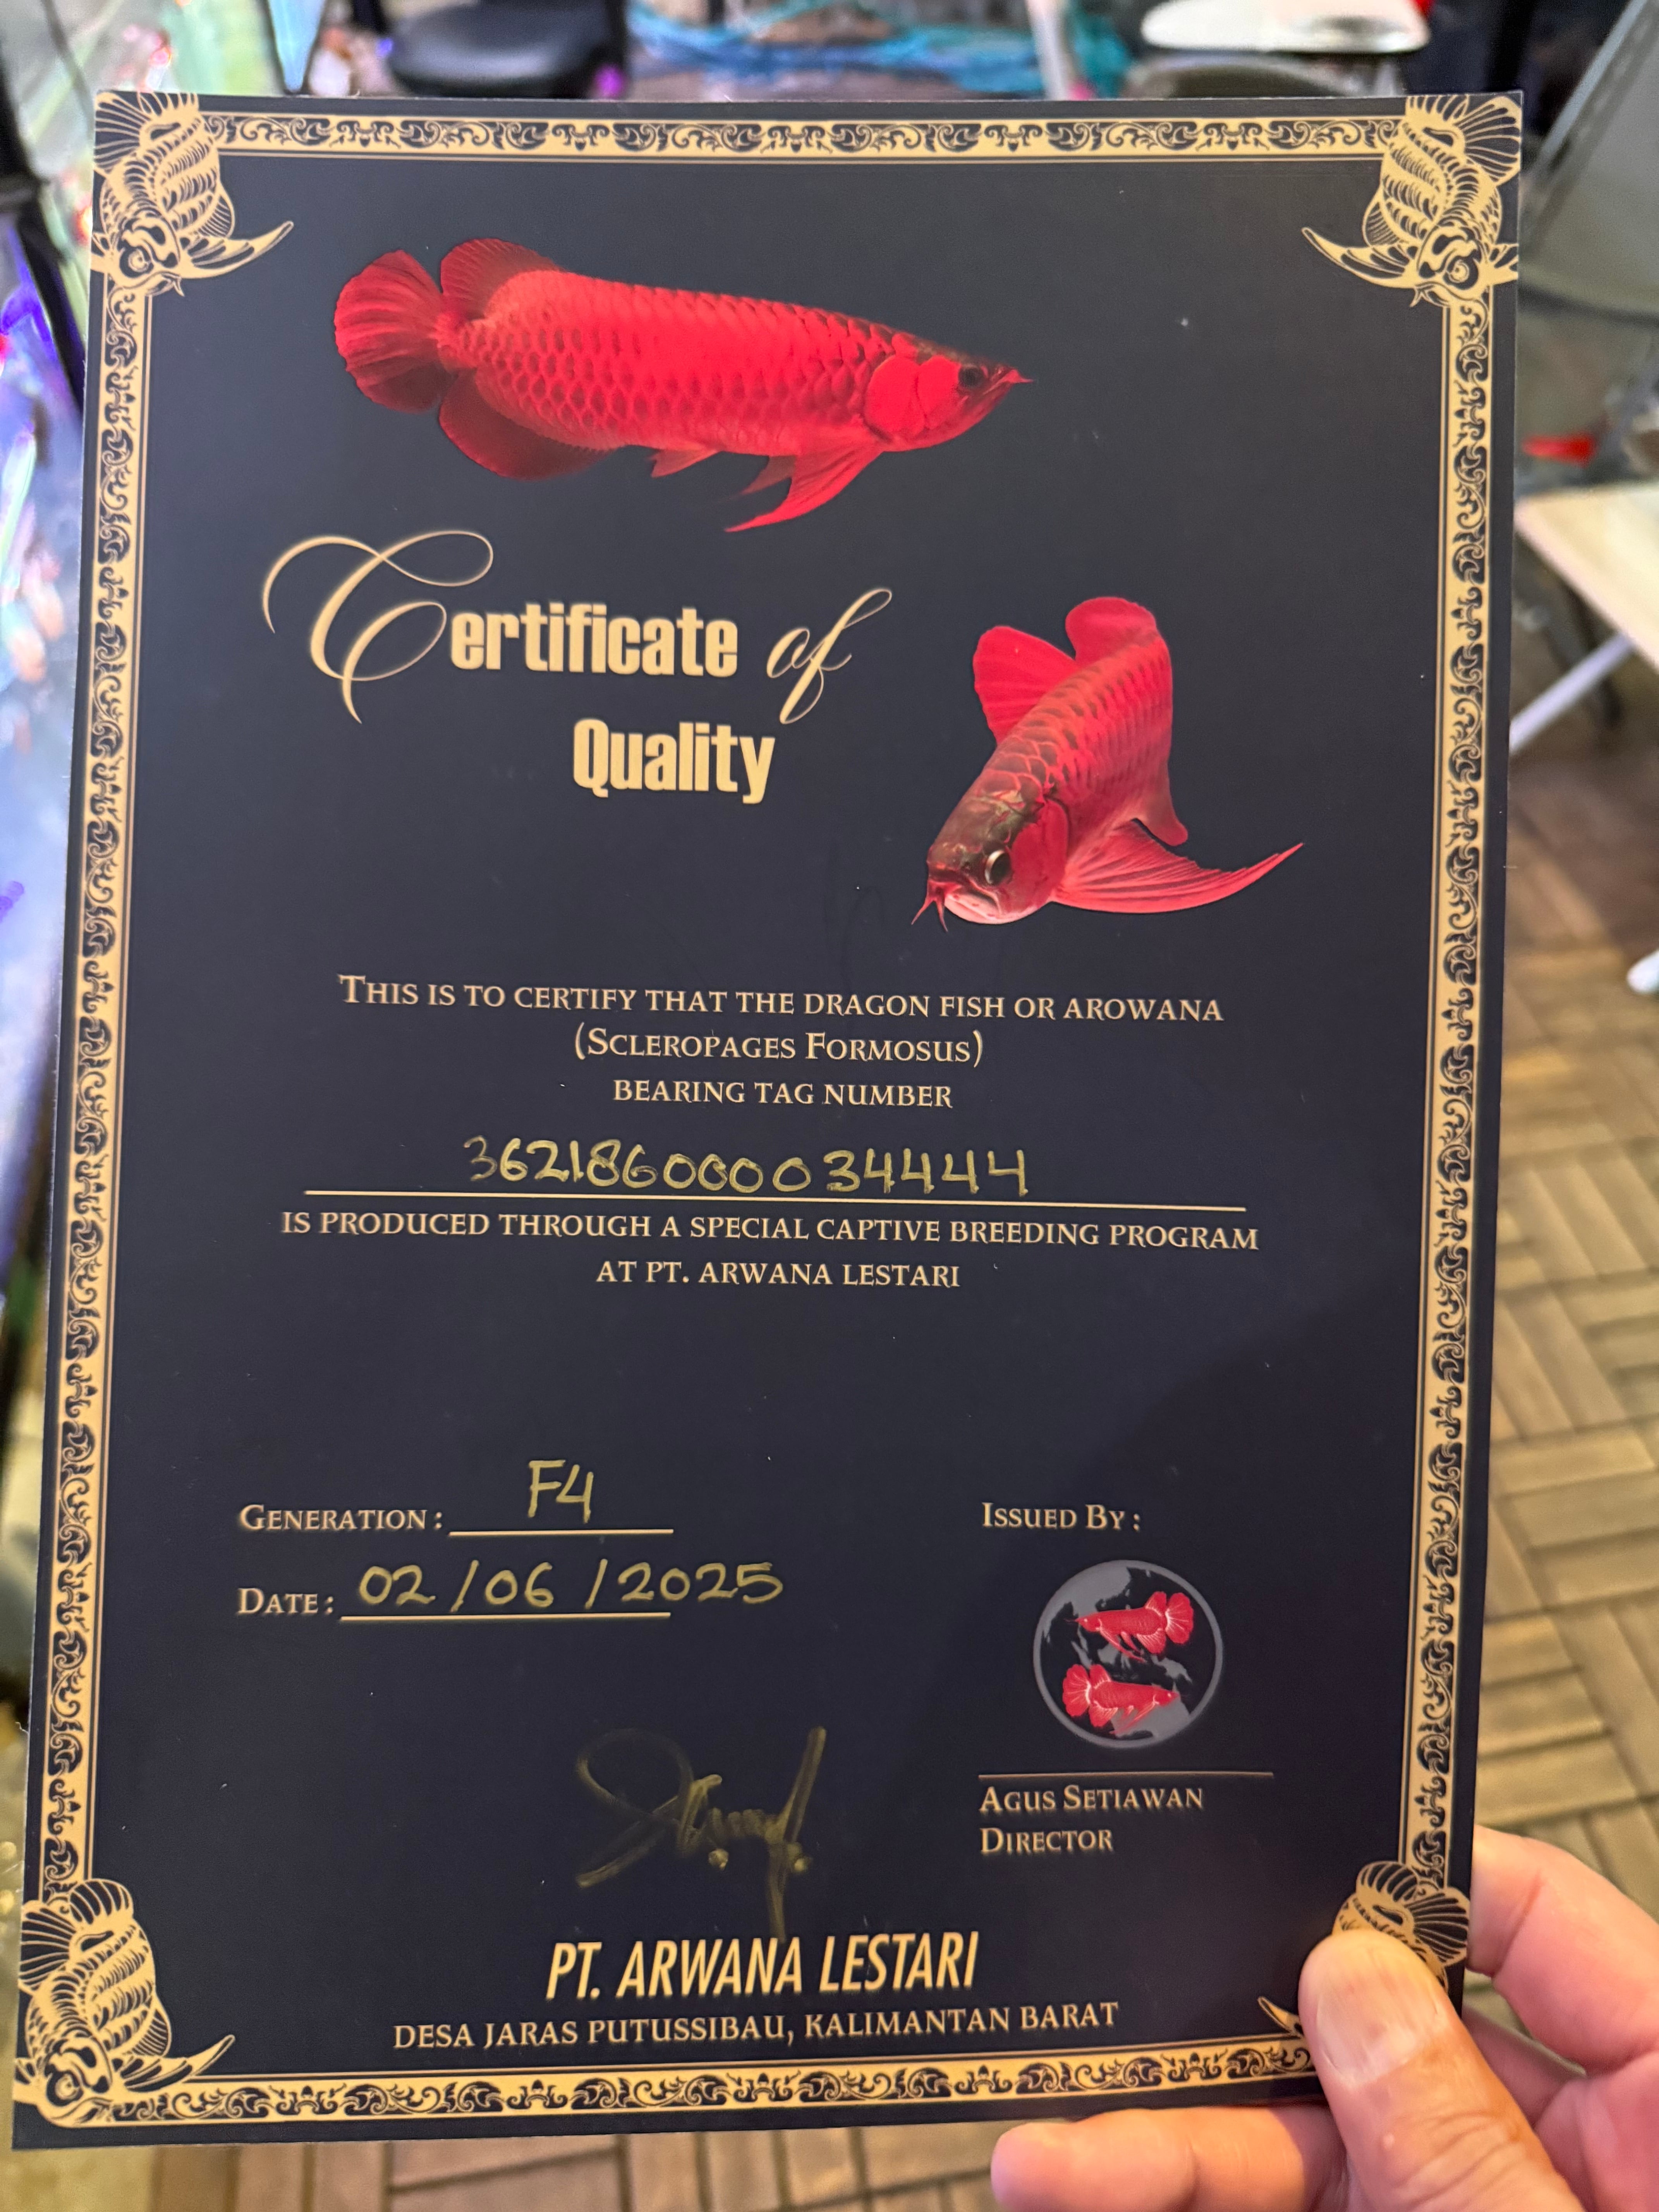 Certificate of
Quality
THIS IS TO CERTIFY THAT THE DRAGON FISH OR AROWANA
(SCLEROPAGES FORMOSUS)
BEARING TAG NUMBER
362186000034444
IS PRODUCED THROUGH A SPECIAL CAPTIVE BREEDING PROGRAM
AT PT. ARWANA LESTARI
GENERATION: F4
ISSUED BY:
DATE: 02/06/2025
AGUS SETIAWAN
DIRECTOR
PT. ARWANA LESTARI
DESA JARAS PUTUSSIBAU, KALIMANTAN BARAT